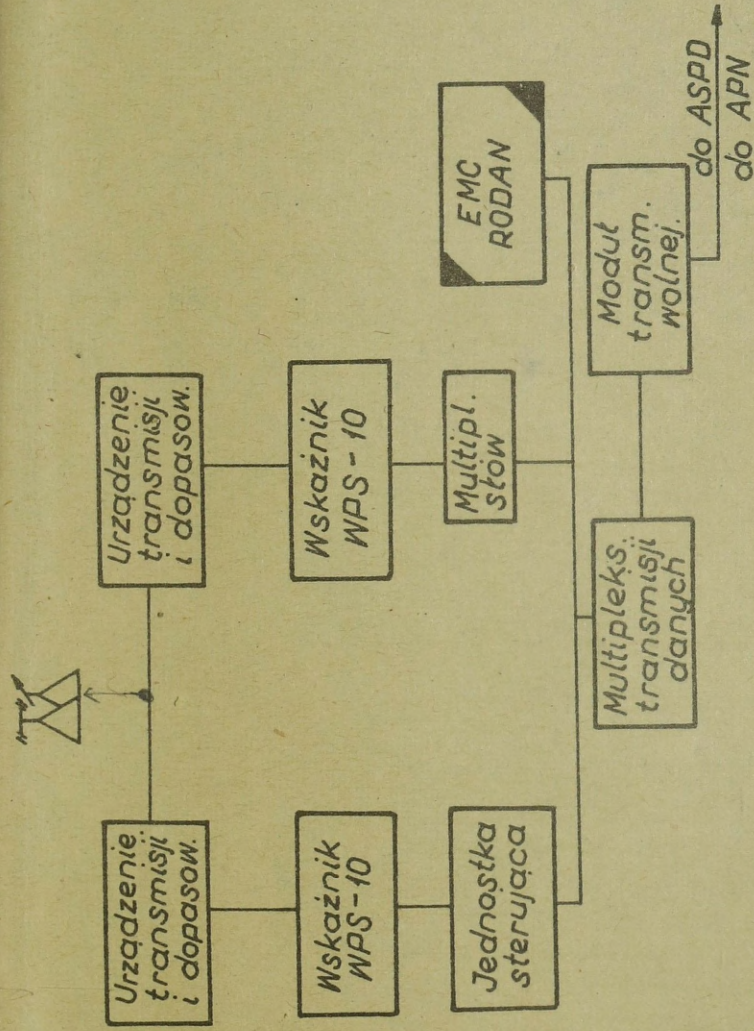 Urządzenie
transmisji
i dopasow.
Urządzenie
transmisji
i dopasow.
Wskaźnik
WPS-10
Wskaźnik
WPS-10
Jednostka
sterująca
Multipl.
słów
EMC
RODAN
Multipleks.
transmisji
danych
Moduł
transm.
wolnej.
do ASPD
do APN